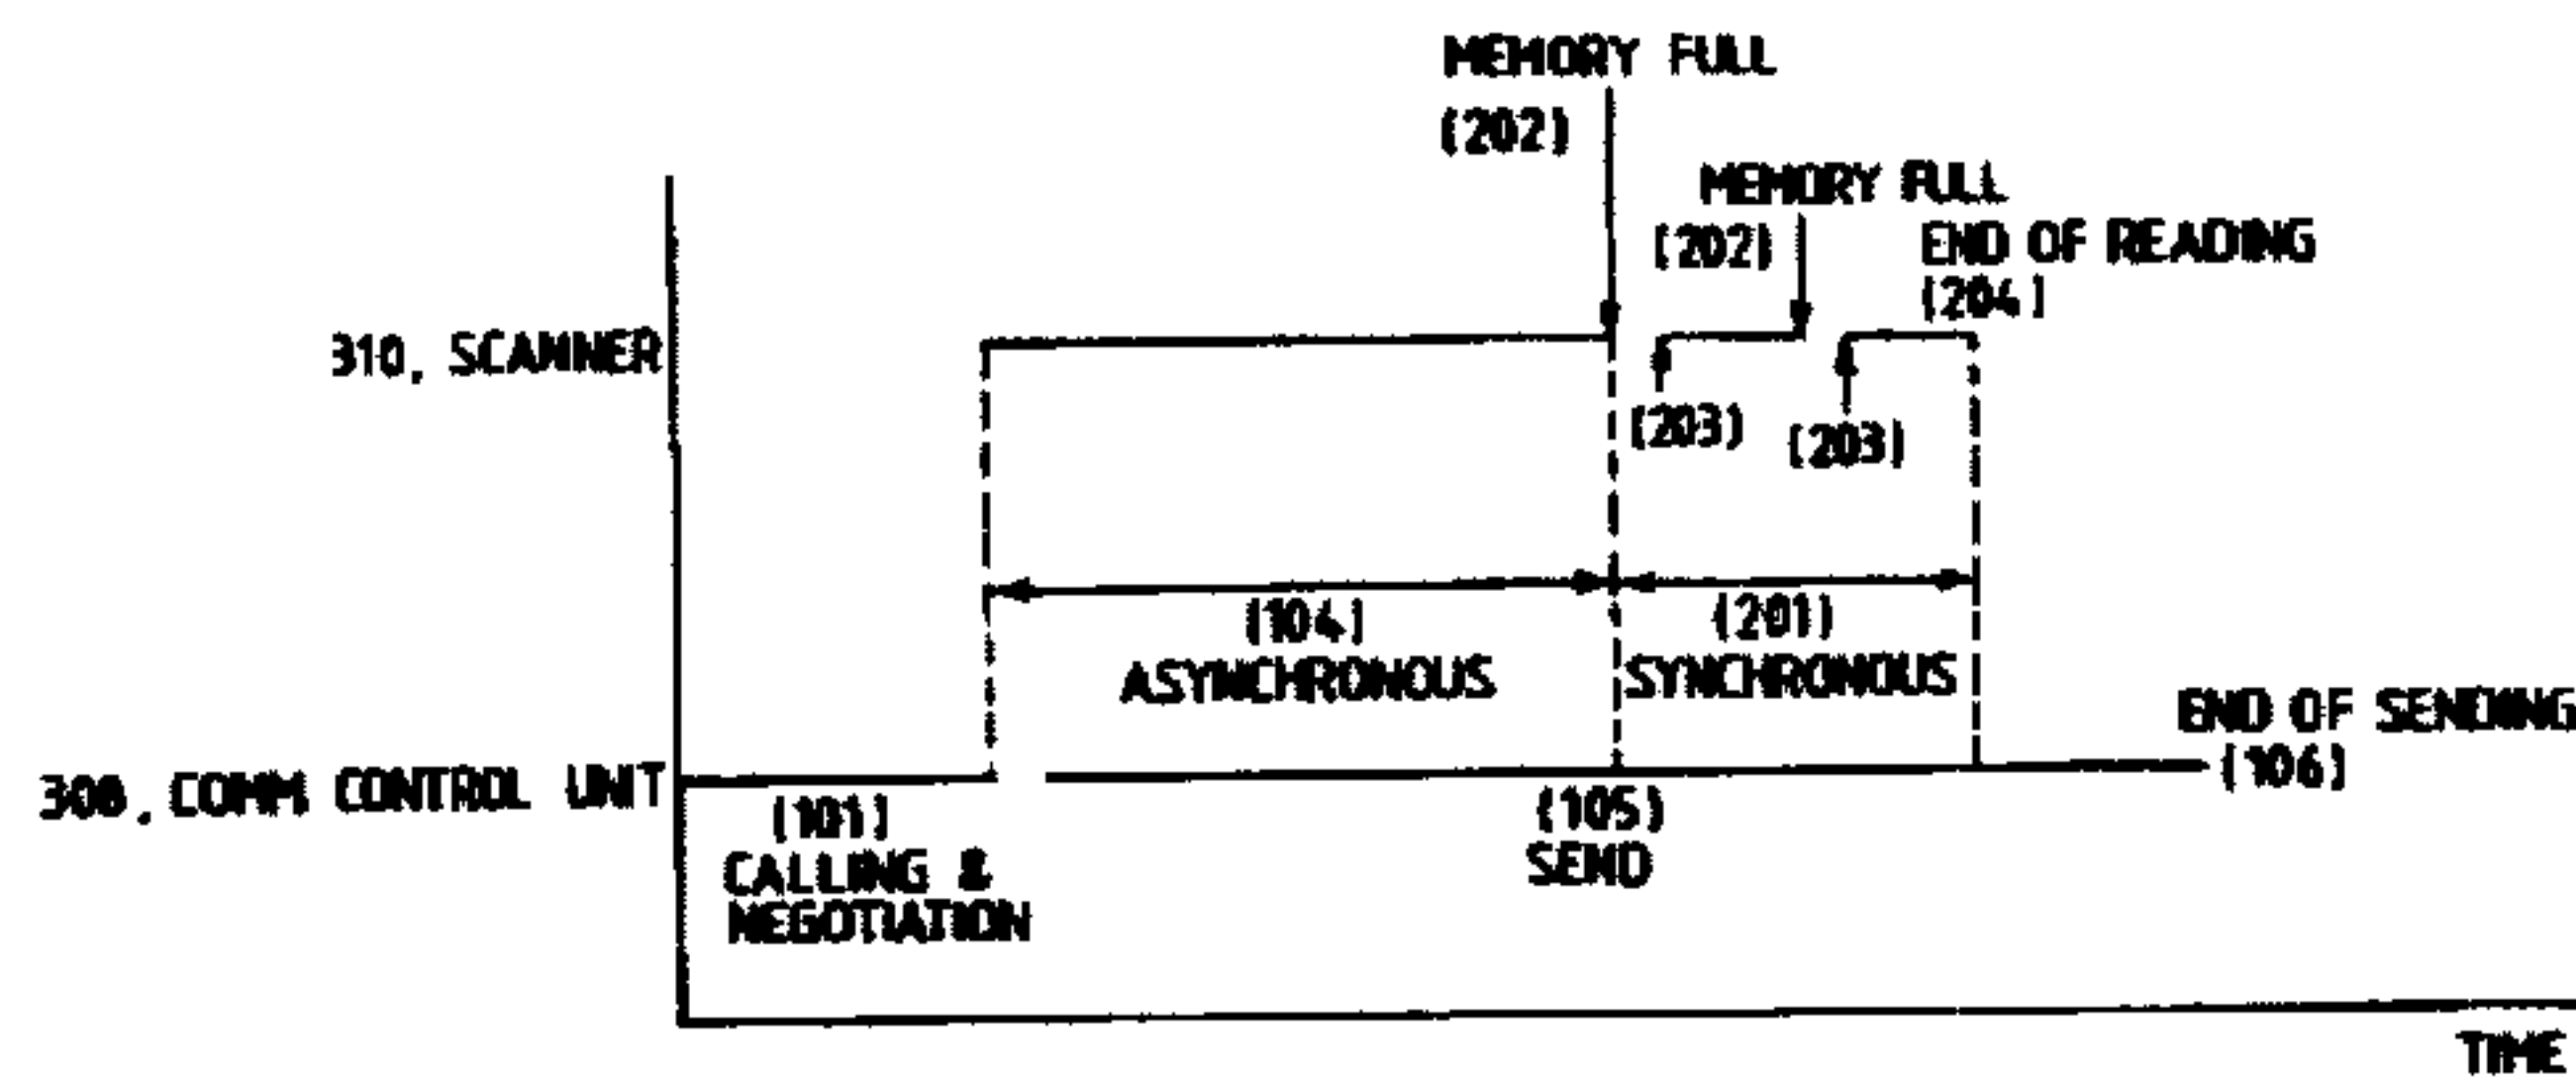 MEMORY FULL
(202)
MEMORY FULL
(202)
END OF READING
(204)
310, SCANNER
(203)
(203)
(104)
ASYNCHRONOUS
(201)
SYNCHRONOUS
END OF SENDING
(106)
308, COMM CONTROL UNIT
(101)
CALLING &
NEGOTIATION
(105)
SEND
TIME